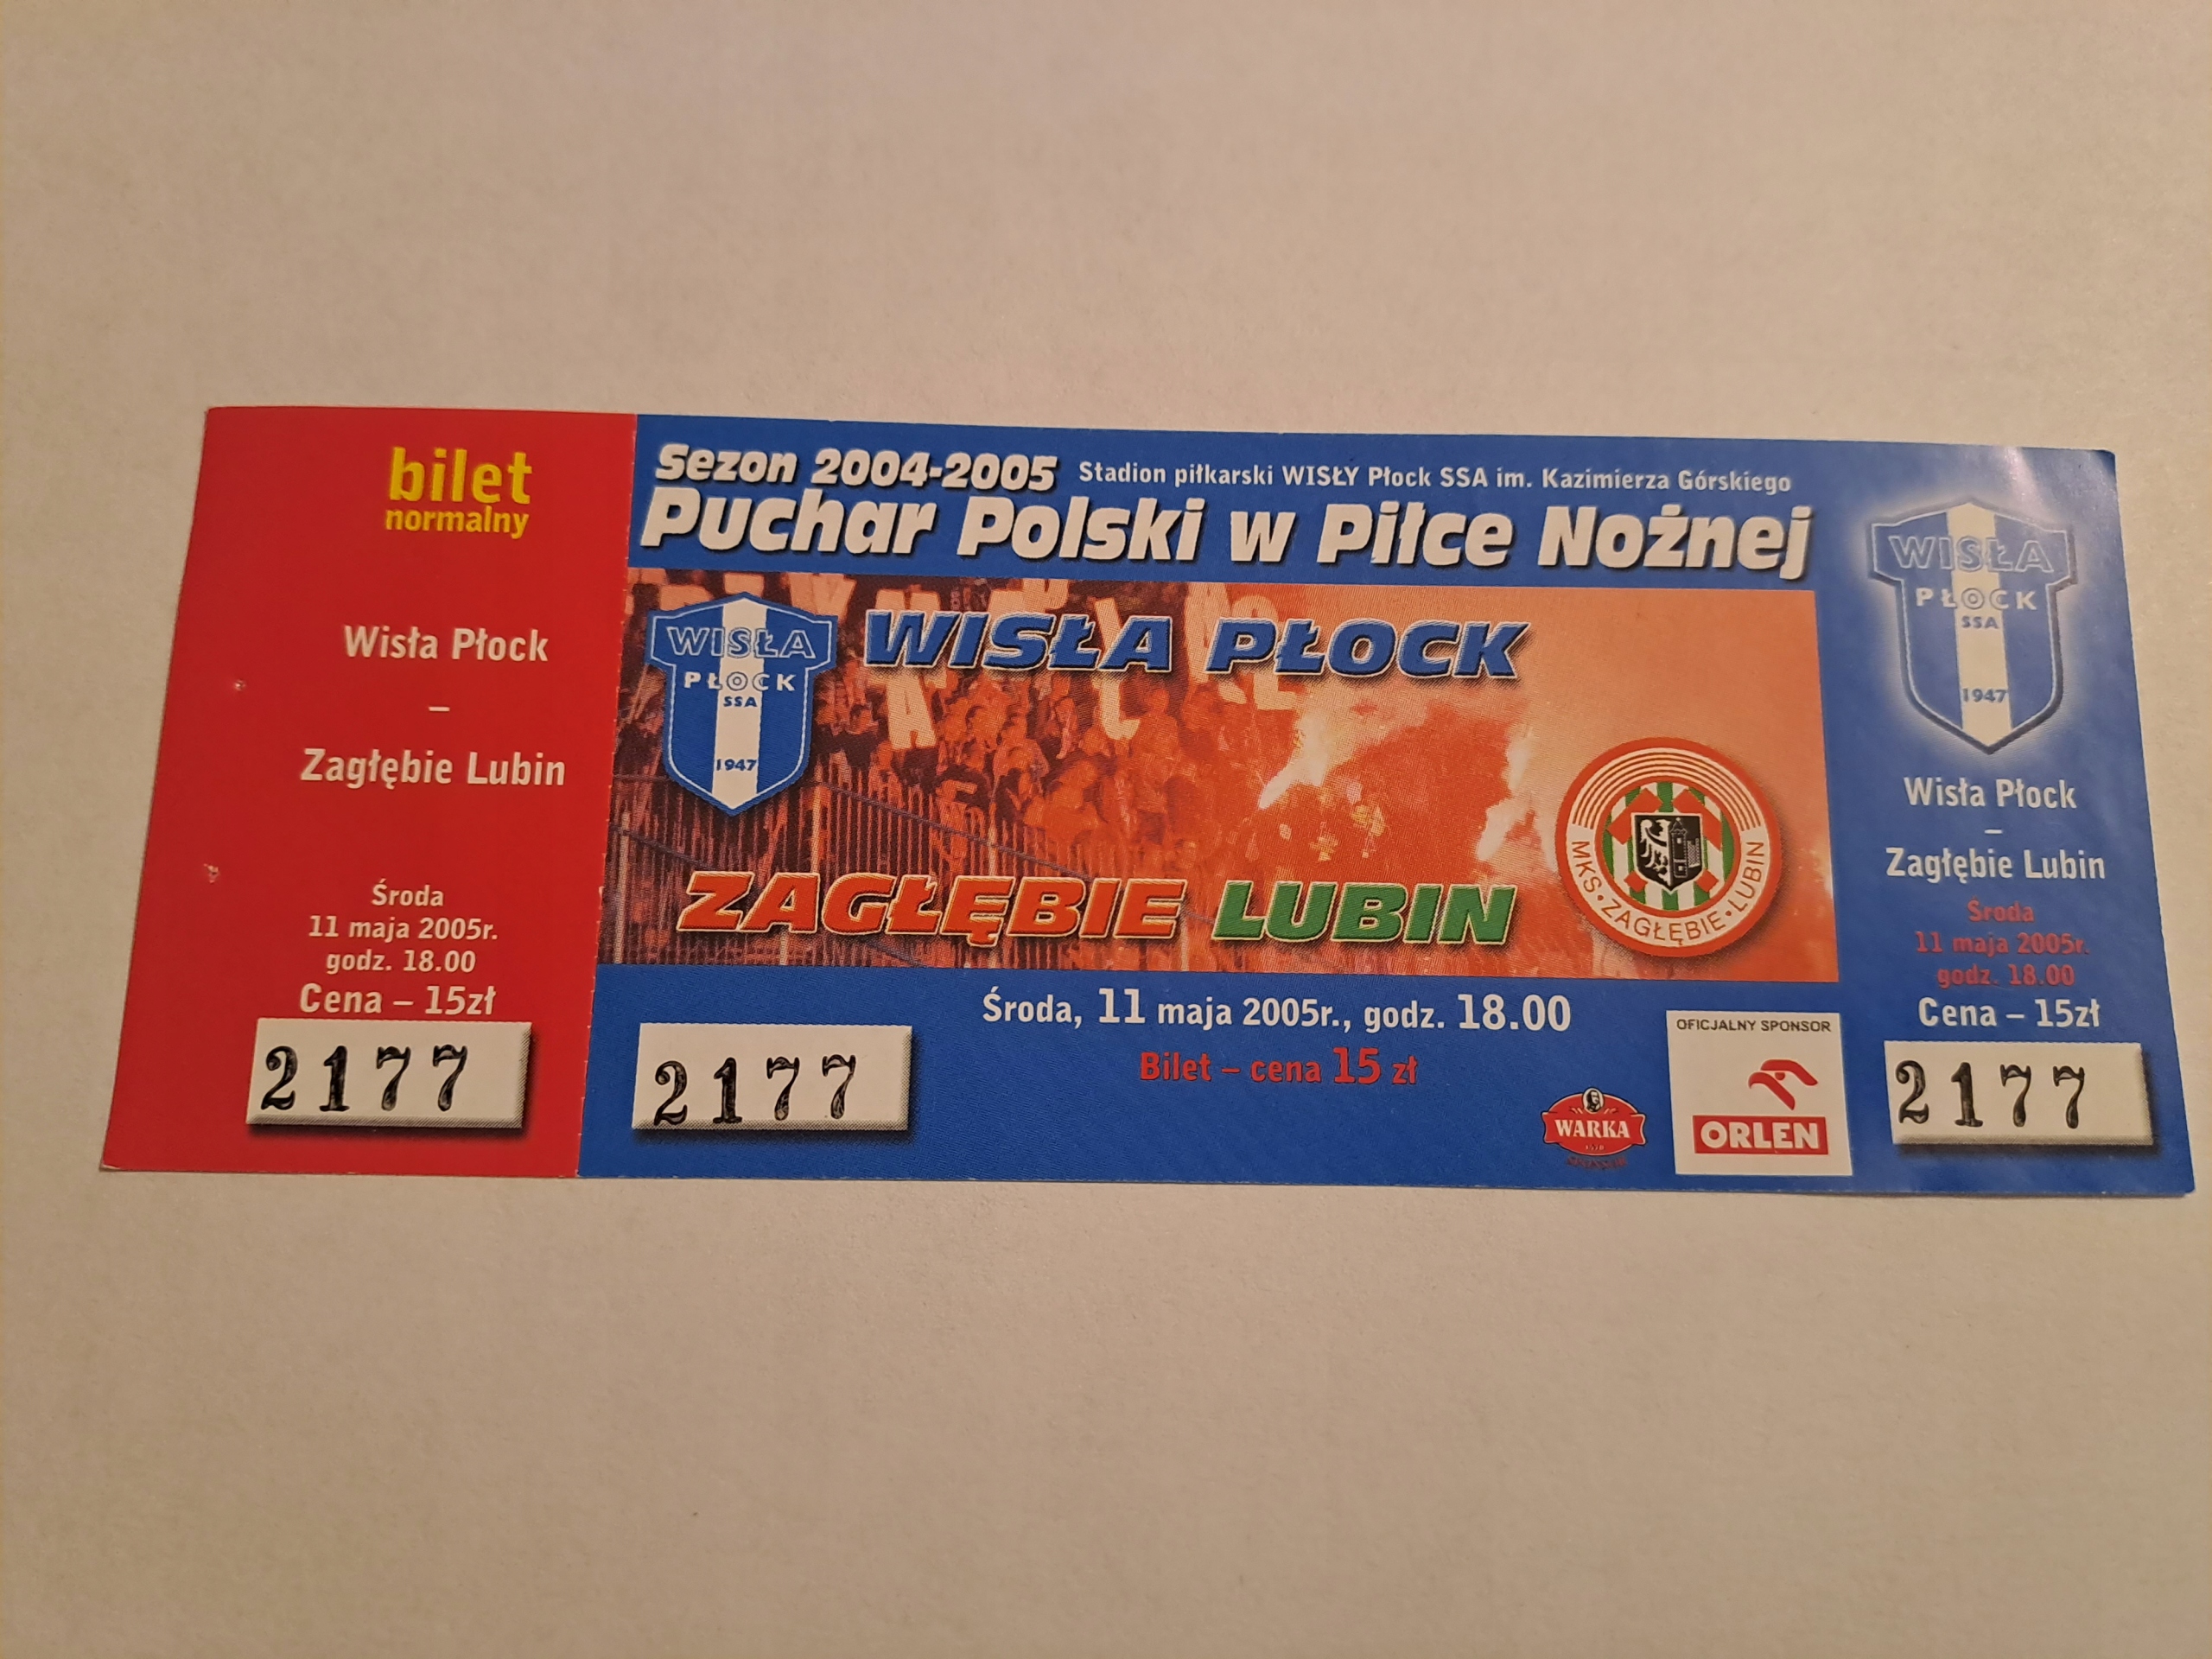 bilet
normalny
Wisła Płock
–
Zagłębie Lubin
Środa
11 maja 2005r.
godz. 18.00
Cena – 15zł
2177
Sezon 2004-2005 Stadion piłkarski WISŁY Płock SSA im. Kazimierza Górskiego
Puchar Polski w Piłce Nożnej
WISŁA
PŁOCK
SSA
1947
WISŁA PŁOCK
ZAGŁĘBIE LUBIN
MKS·ZAGŁĘBIE·LUBIN
Środa, 11 maja 2005r., godz. 18.00
Bilet – cena 15 zł
2177
WARKA
OFICJALNY SPONSOR
ORLEN
WISŁA
PŁOCK
SSA
1947
Wisła Płock
–
Zagłębie Lubin
Środa
11 maja 2005r.
godz. 18.00
Cena – 15zł
2177